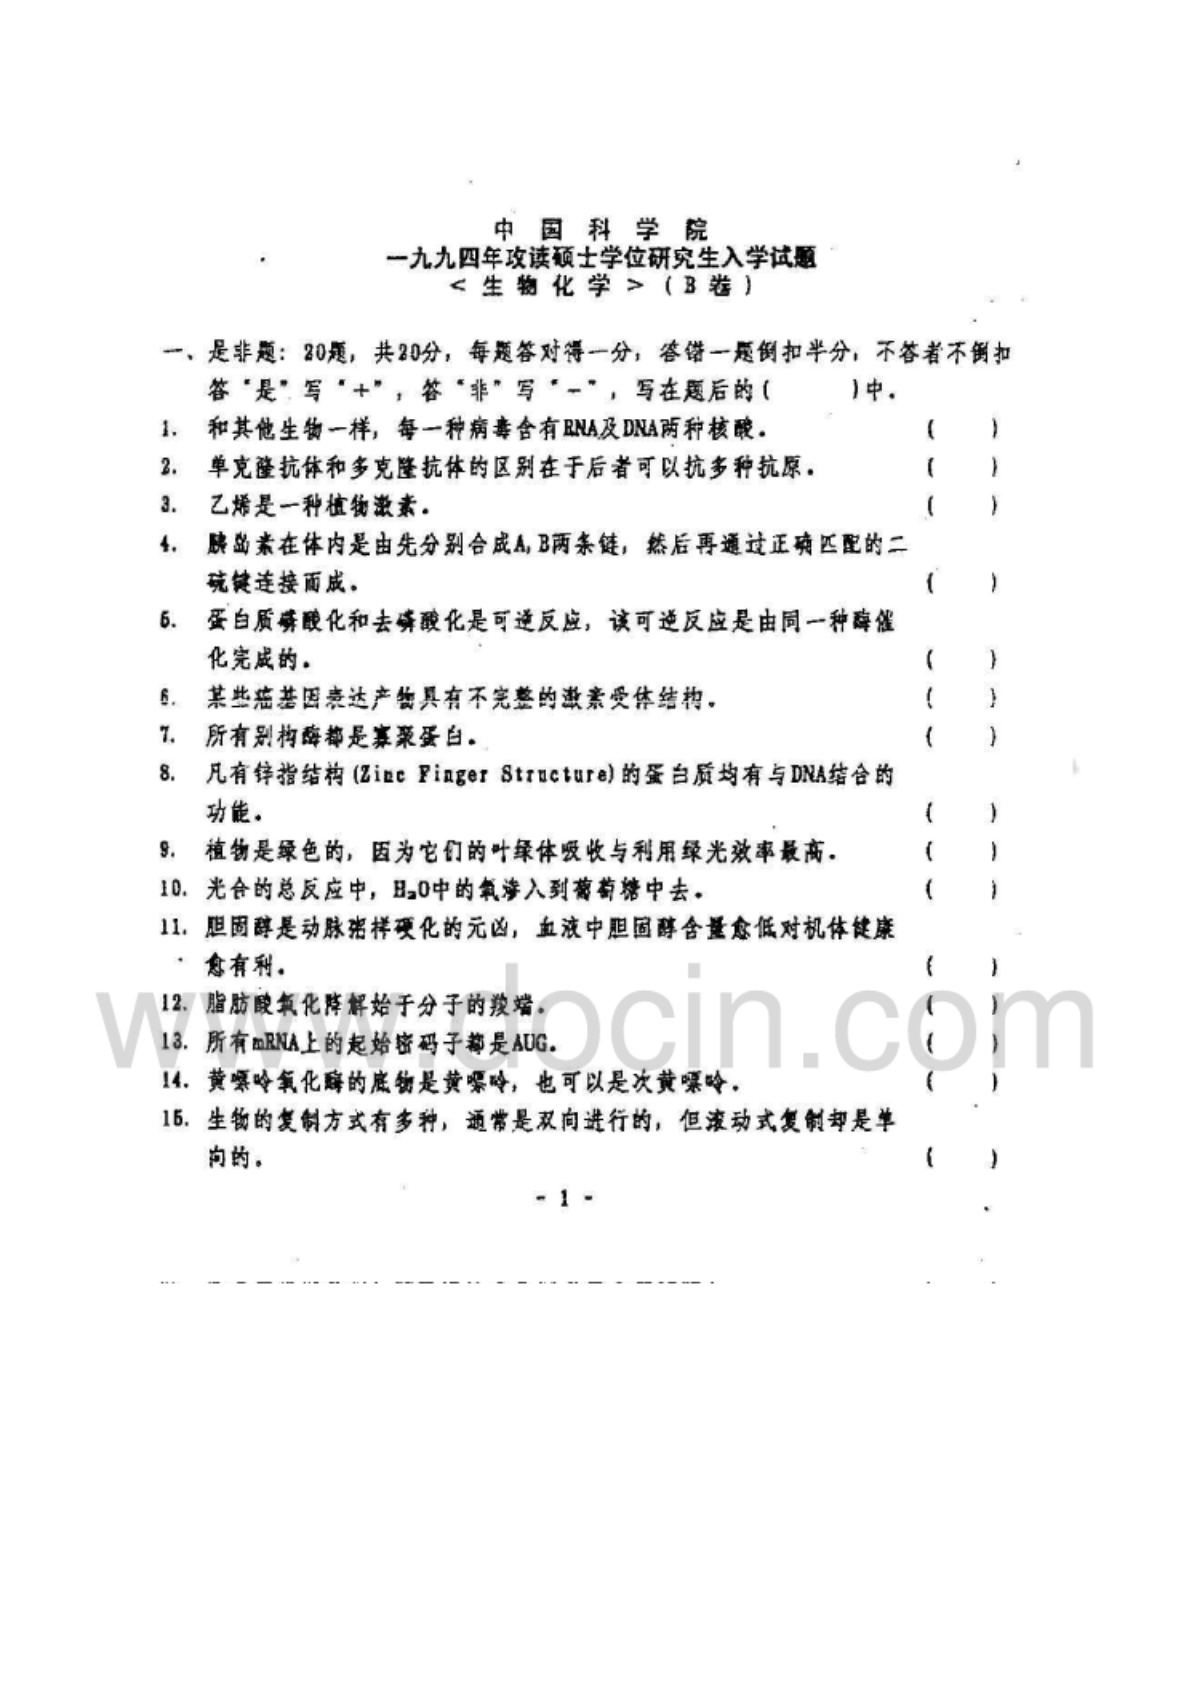 中 国 科 学 院
一九九四年攻读硕士学位研究生入学试题
< 生 物 化 学 > ( B 卷 )
一、是非题: 20题, 共20分, 每题答对得一分, 答错一题倒扣半分, 不答者不倒扣
答“是”写“+”, 答“非”写“-”, 写在题后的( )中.
1. 和其他生物一样, 每一种病毒含有RNA及DNA两种核酸. ( )
2. 单克隆抗体和多克隆抗体的区别在于后者可以抗多种抗原. ( )
3. 乙烯是一种植物激素. ( )
4. 胰岛素在体内是由先分别合成A,B两条链, 然后再通过正确匹配的二
硫键连接而成. ( )
5. 蛋白质磷酸化和去磷酸化是可逆反应, 该可逆反应是由同一种酶催
化完成的. ( )
6. 某些癌基因表达产物具有不完整的激素受体结构. ( )
7. 所有别构酶都是寡聚蛋白. ( )
8. 凡有锌指结构(Zinc Finger Structure)的蛋白质均有与DNA结合的
功能. ( )
9. 植物是绿色的, 因为它们的叶绿体吸收与利用绿光效率最高. ( )
10. 光合的总反应中, H₂O中的氧渗入到葡萄糖中去. ( )
11. 胆固醇是动脉粥样硬化的元凶, 血液中胆固醇含量愈低对机体健康
愈有利. ( )
12. 脂肪酸氧化降解始于分子的羧端. ( )
www.docin.com
13. 所有mRNA上的起始密码子都是AUG. ( )
14. 黄嘌呤氧化酶的底物是黄嘌呤, 也可以是次黄嘌呤. ( )
15. 生物的复制方式有多种, 通常是双向进行的, 但滚动式复制却是单
向的. ( )
- 1 -